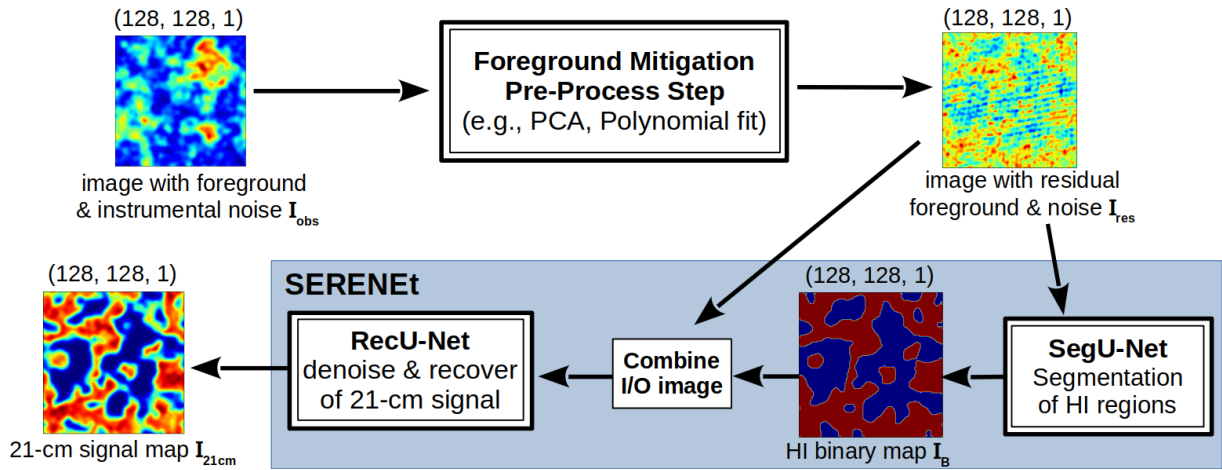 (128, 128, 1)
image with foreground
& instrumental noise I_obs
Foreground Mitigation
Pre-Process Step
(e.g., PCA, Polynomial fit)
(128, 128, 1)
image with residual
foreground & noise I_res
SERENEt
(128, 128, 1)
21-cm signal map I_21cm
RecU-Net
denoise & recover
of 21-cm signal
Combine
I/O image
(128, 128, 1)
HI binary map I_B
SegU-Net
Segmentation
of HI regions